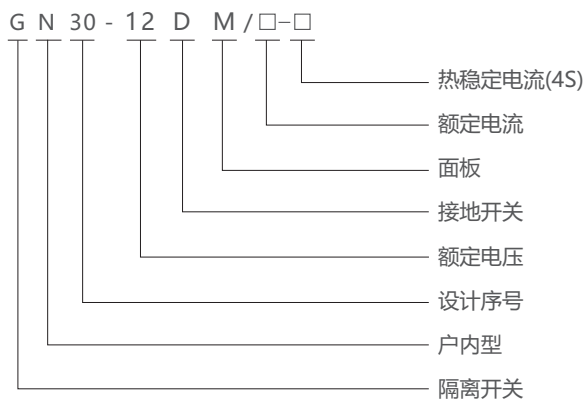 G N 30 - 12 D M / □-□
热稳定电流(4S)
额定电流
面板
接地开关
额定电压
设计序号
户内型
隔离开关